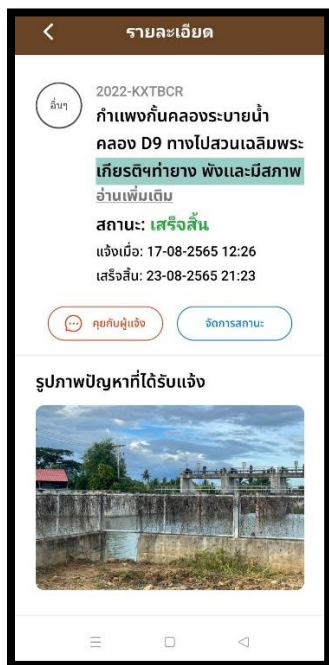 รายละเอียด
อื่นๆ
2022-KXTBCR
กำแพงกั้นคลองระบายน้ำ
คลอง D9 ทางไปสวนเฉลิมพระ
เกียรติฯท่ายาง พังและมีสภาพ
อ่านเพิ่มเติม
สถานะ: เสร็จสิ้น
แจ้งเมื่อ: 17-08-2565 12:26
เสร็จสิ้น: 23-08-2565 21:23
คุยกับผู้แจ้ง
จัดการสถานะ
รูปภาพปัญหาที่ได้รับแจ้ง